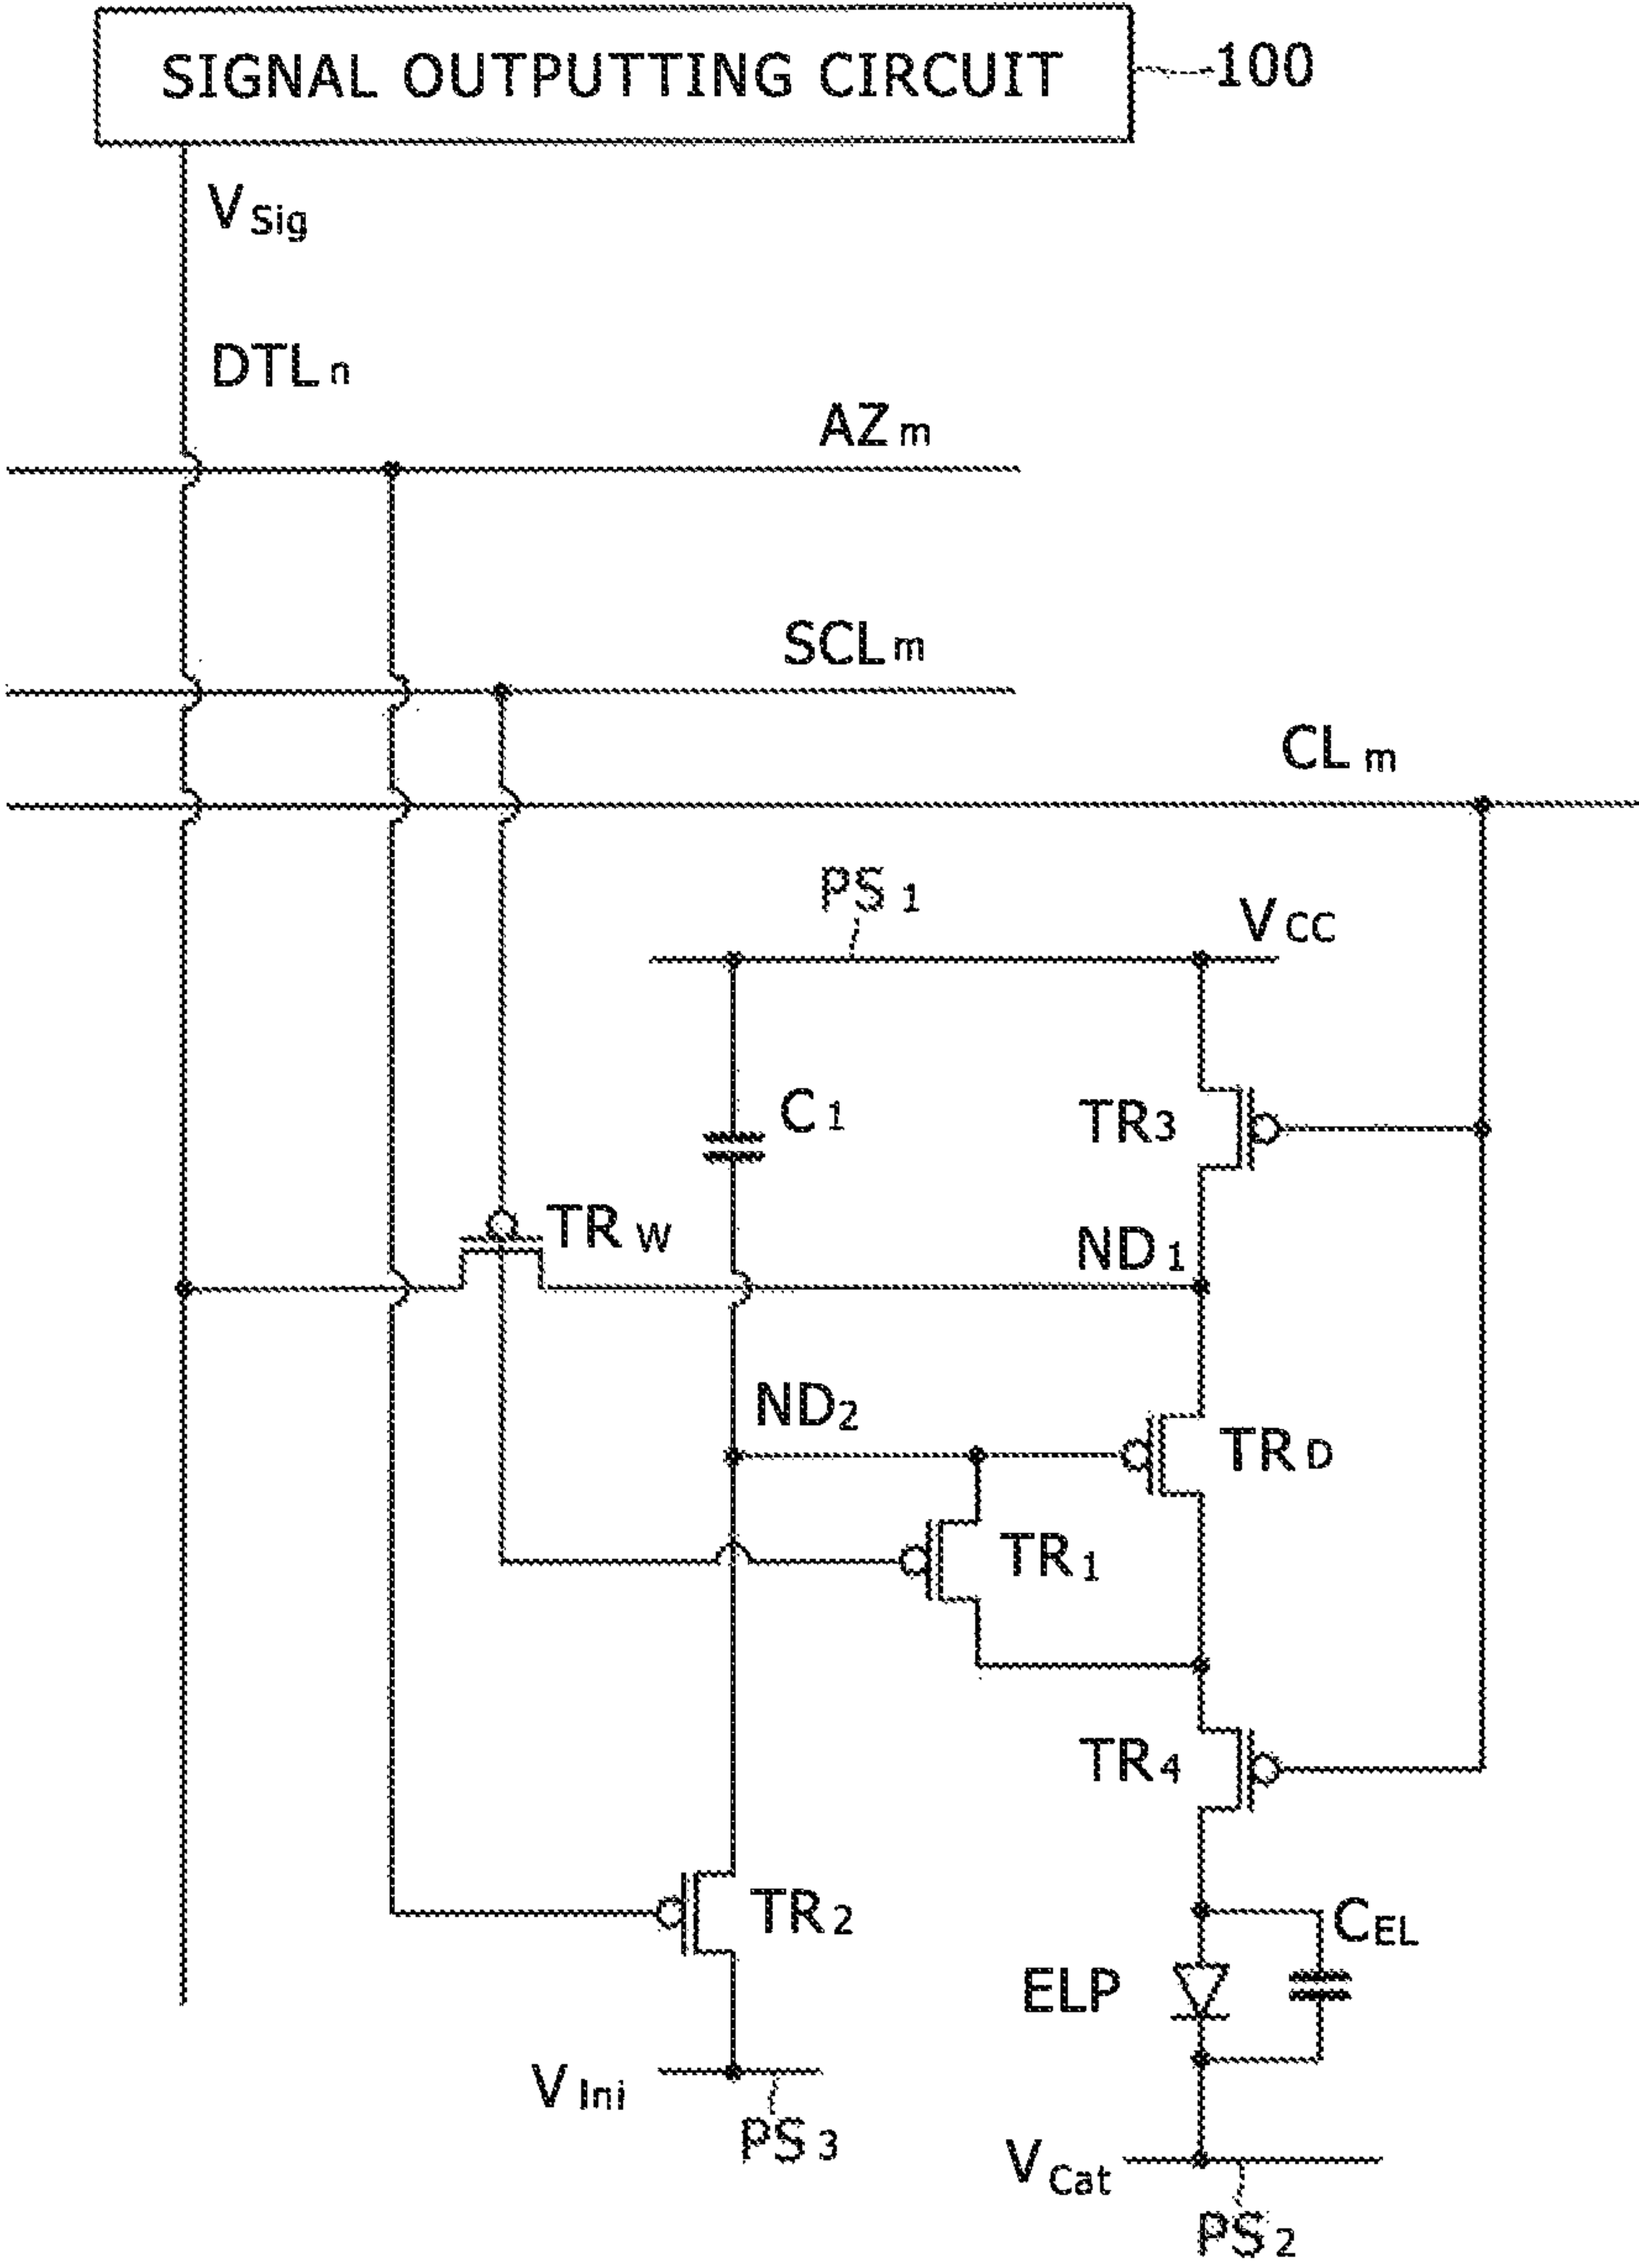 SIGNAL OUTPUTTING CIRCUIT 100
VSig
DTLn
AZm
SCLm
CLm
PS1
VCC
C1
TR3
TRW
ND1
ND2
TRD
TR1
TR4
TR2
CEL
ELP
VIni
PS3
VCat
PS2